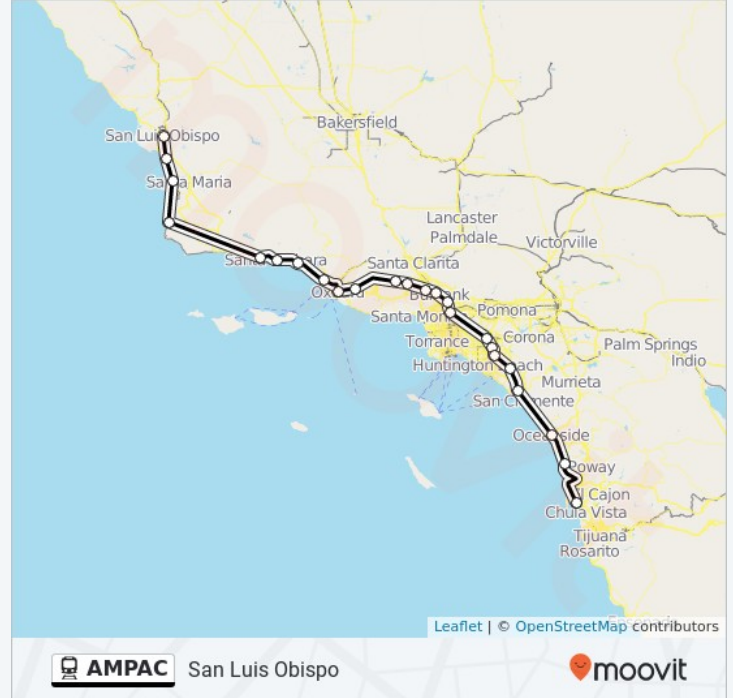 Bakersfield
San Luis Obispo
Santa Maria
Lancaster
Palmdale
Victorville
Santa Clarita
Burbank
Santa Mon
Pomona
Torrance
Corona
Palm Springs
Indio
Huntington Beach
Murrieta
San Clemente
Oceanside
Poway
El Cajon
Chula Vista
Tijuana
Rosarito
Leaflet | © OpenStreetMap contributors
AMPAC San Luis Obispo
moovit